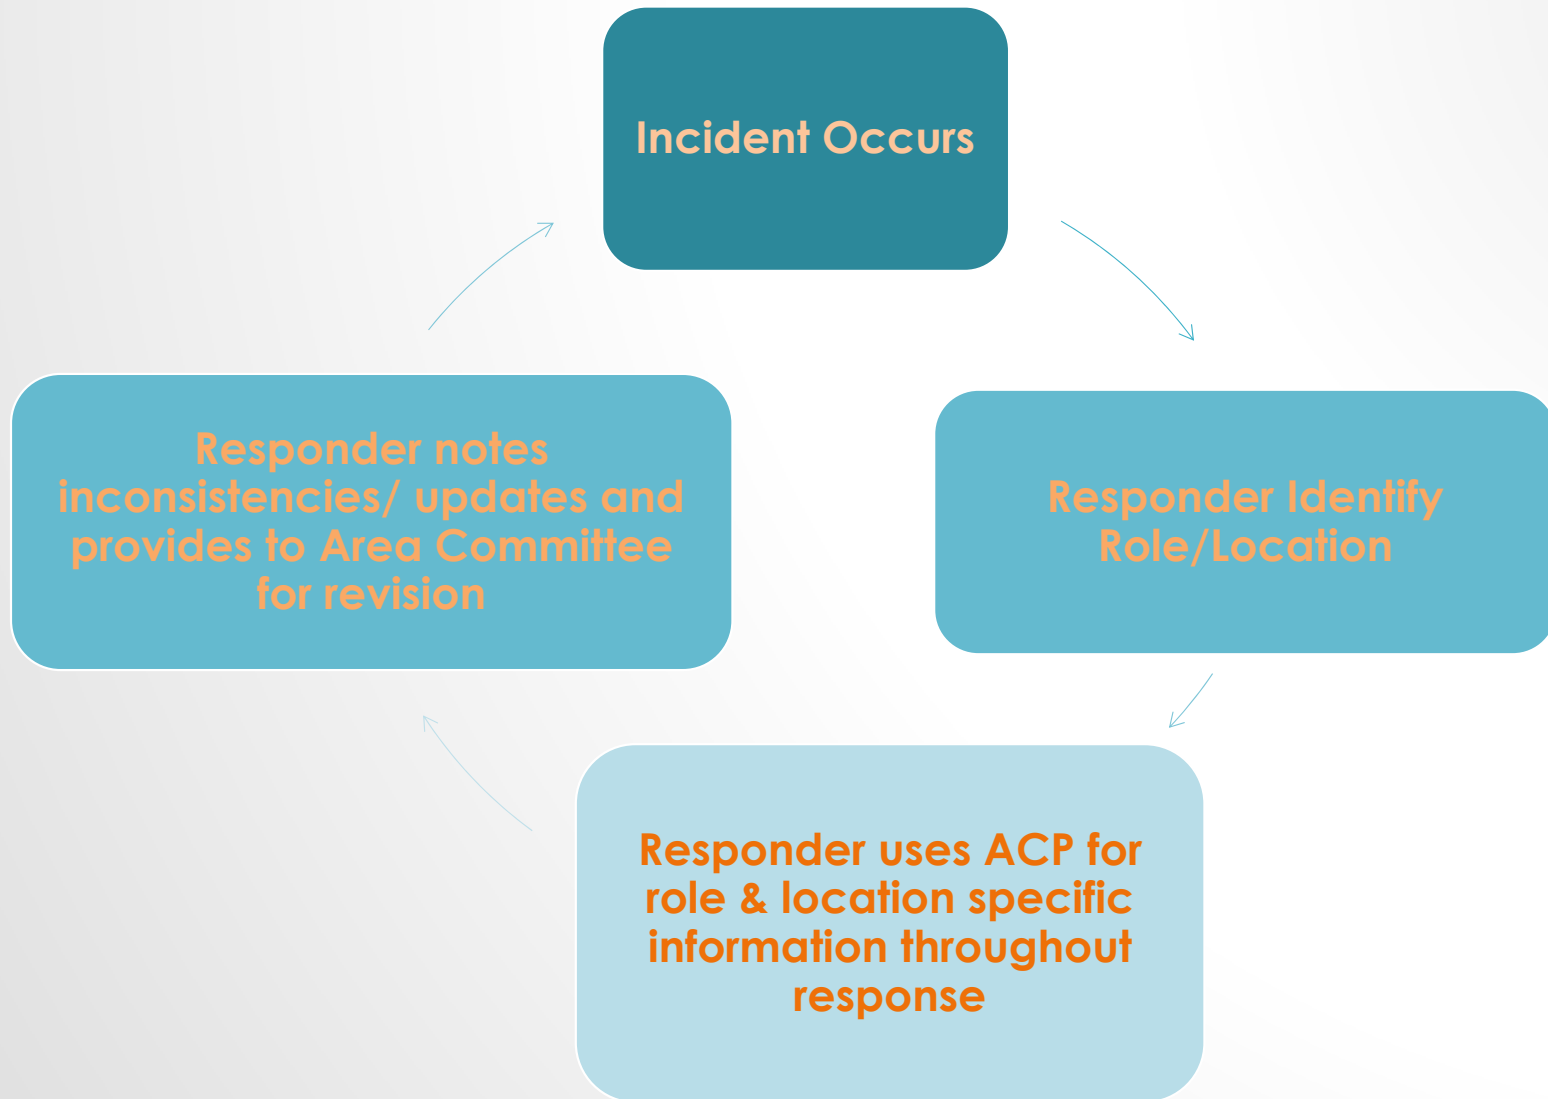 Incident Occurs
Responder Identify
Role/Location
Responder uses ACP for
role & location specific
information throughout
response
Responder notes
inconsistencies/ updates and
provides to Area Committee
for revision